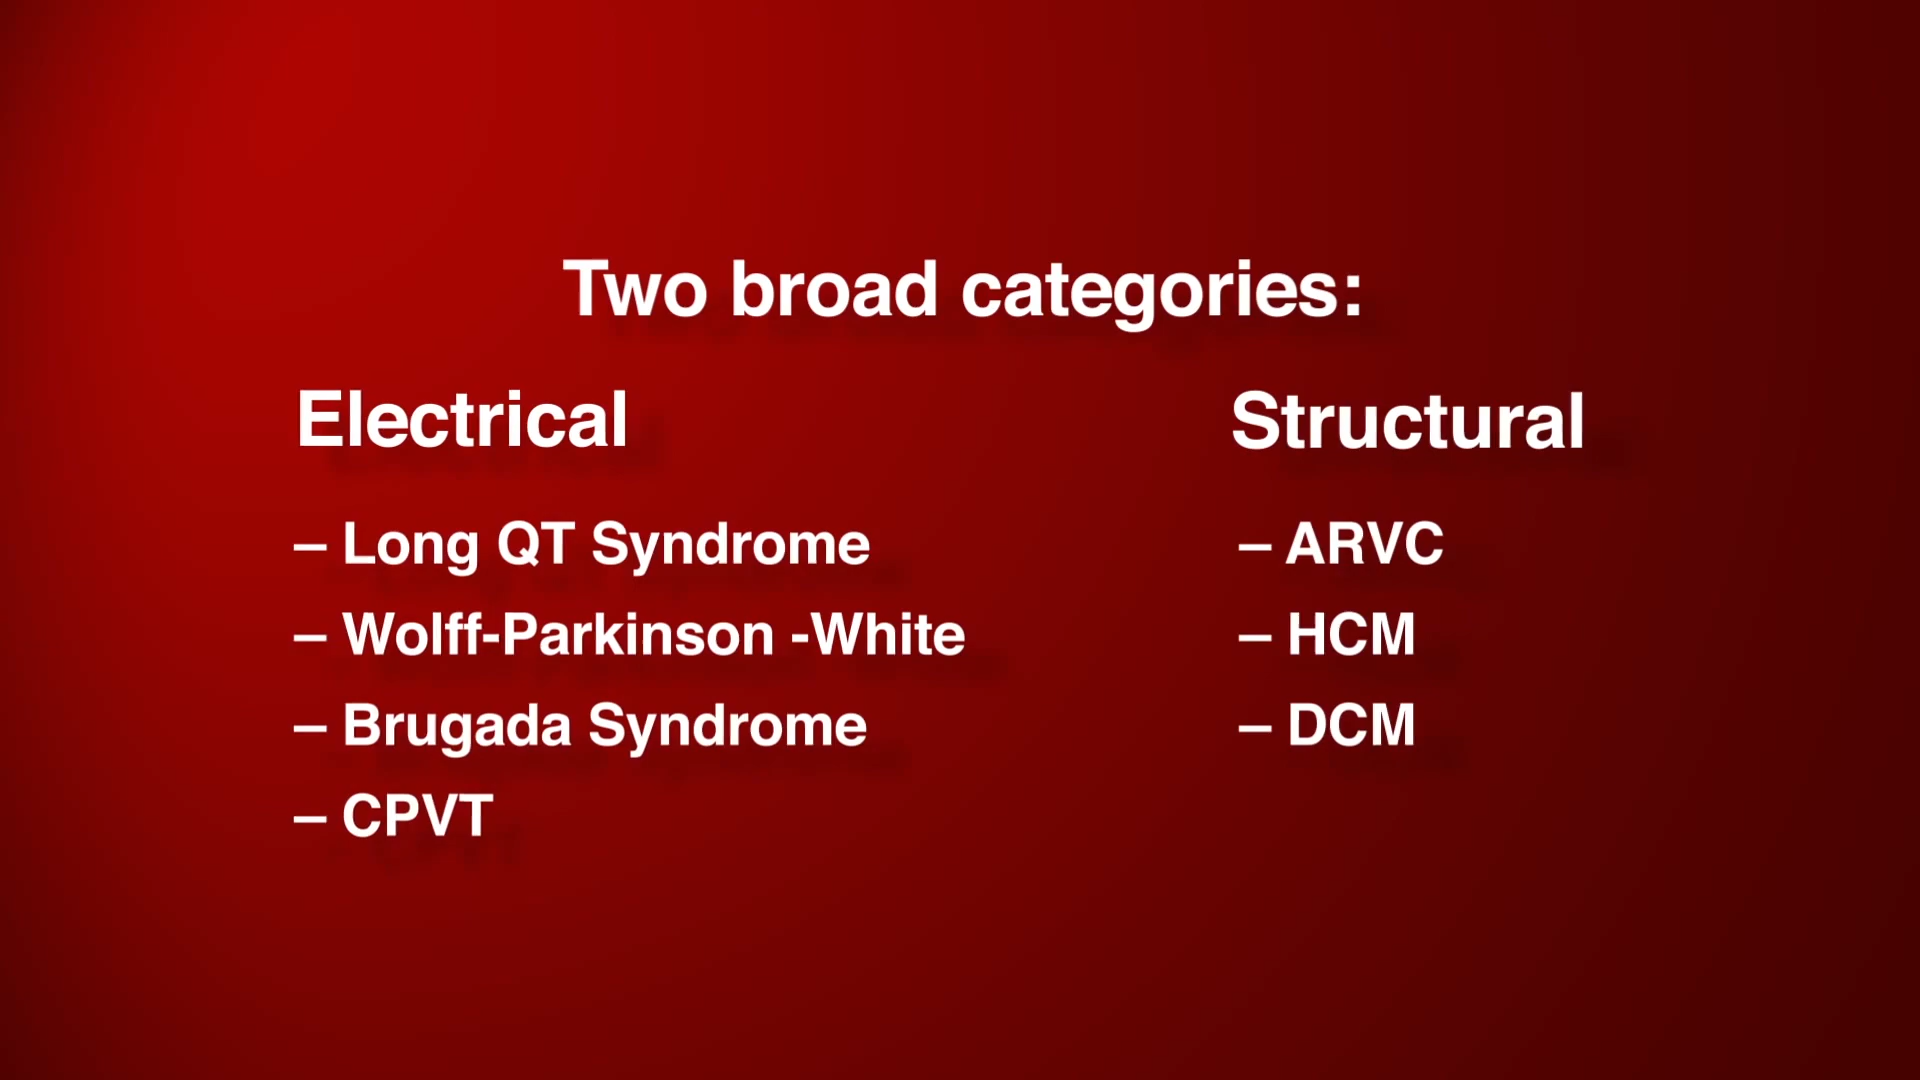 Two broad categories:
Electrical
– Long QT Syndrome
– Wolff-Parkinson -White
– Brugada Syndrome
– CPVT
Structural
– ARVC
– HCM
– DCM